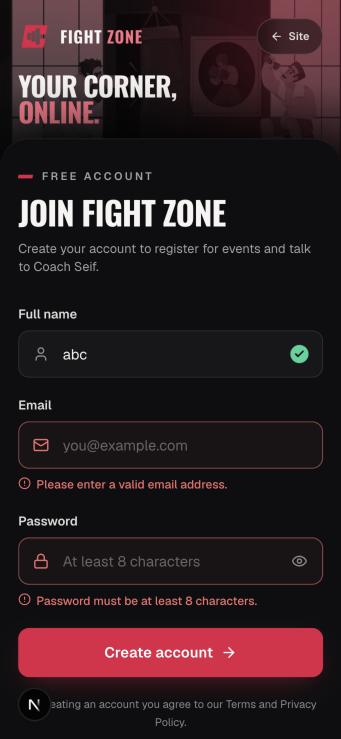 FIGHT ZONE
← Site
YOUR CORNER,
ONLINE.
FREE ACCOUNT
JOIN FIGHT ZONE
Create your account to register for events and talk
to Coach Seif.
Full name
abc
Email
you@example.com
Please enter a valid email address.
Password
At least 8 characters
Password must be at least 8 characters.
Create account →
N
eating an account you agree to our Terms and Privacy
Policy.